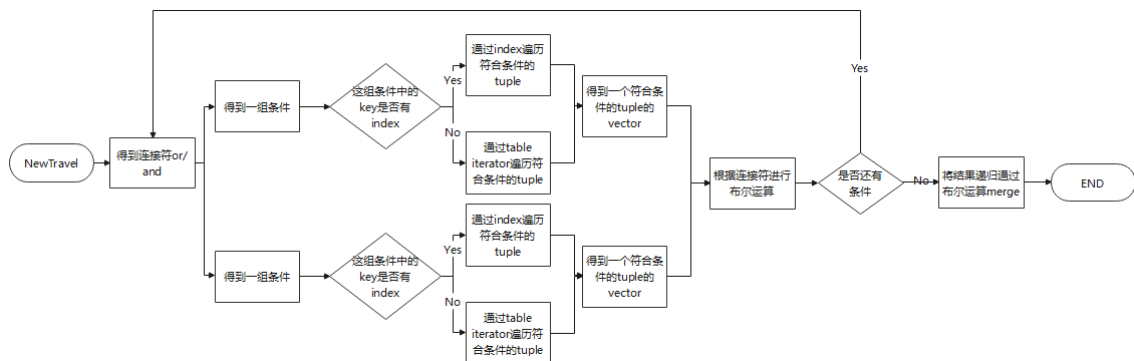 NewTravel
得到连接符or/
and
得到一组条件
这组条件中的
key是否有
index
Yes
No
通过index遍历
符合条件的
tuple
通过table
iterator遍历符
合条件的tuple
得到一个符合条
件的tuple的
vector
得到一组条件
这组条件中的
key是否有
index
Yes
No
通过index遍历
符合条件的
tuple
通过table
iterator遍历符
合条件的tuple
得到一个符合条
件的tuple的
vector
根据连接符进行
布尔运算
是否还有
条件
Yes
No
将结果递归通过
布尔运算merge
END